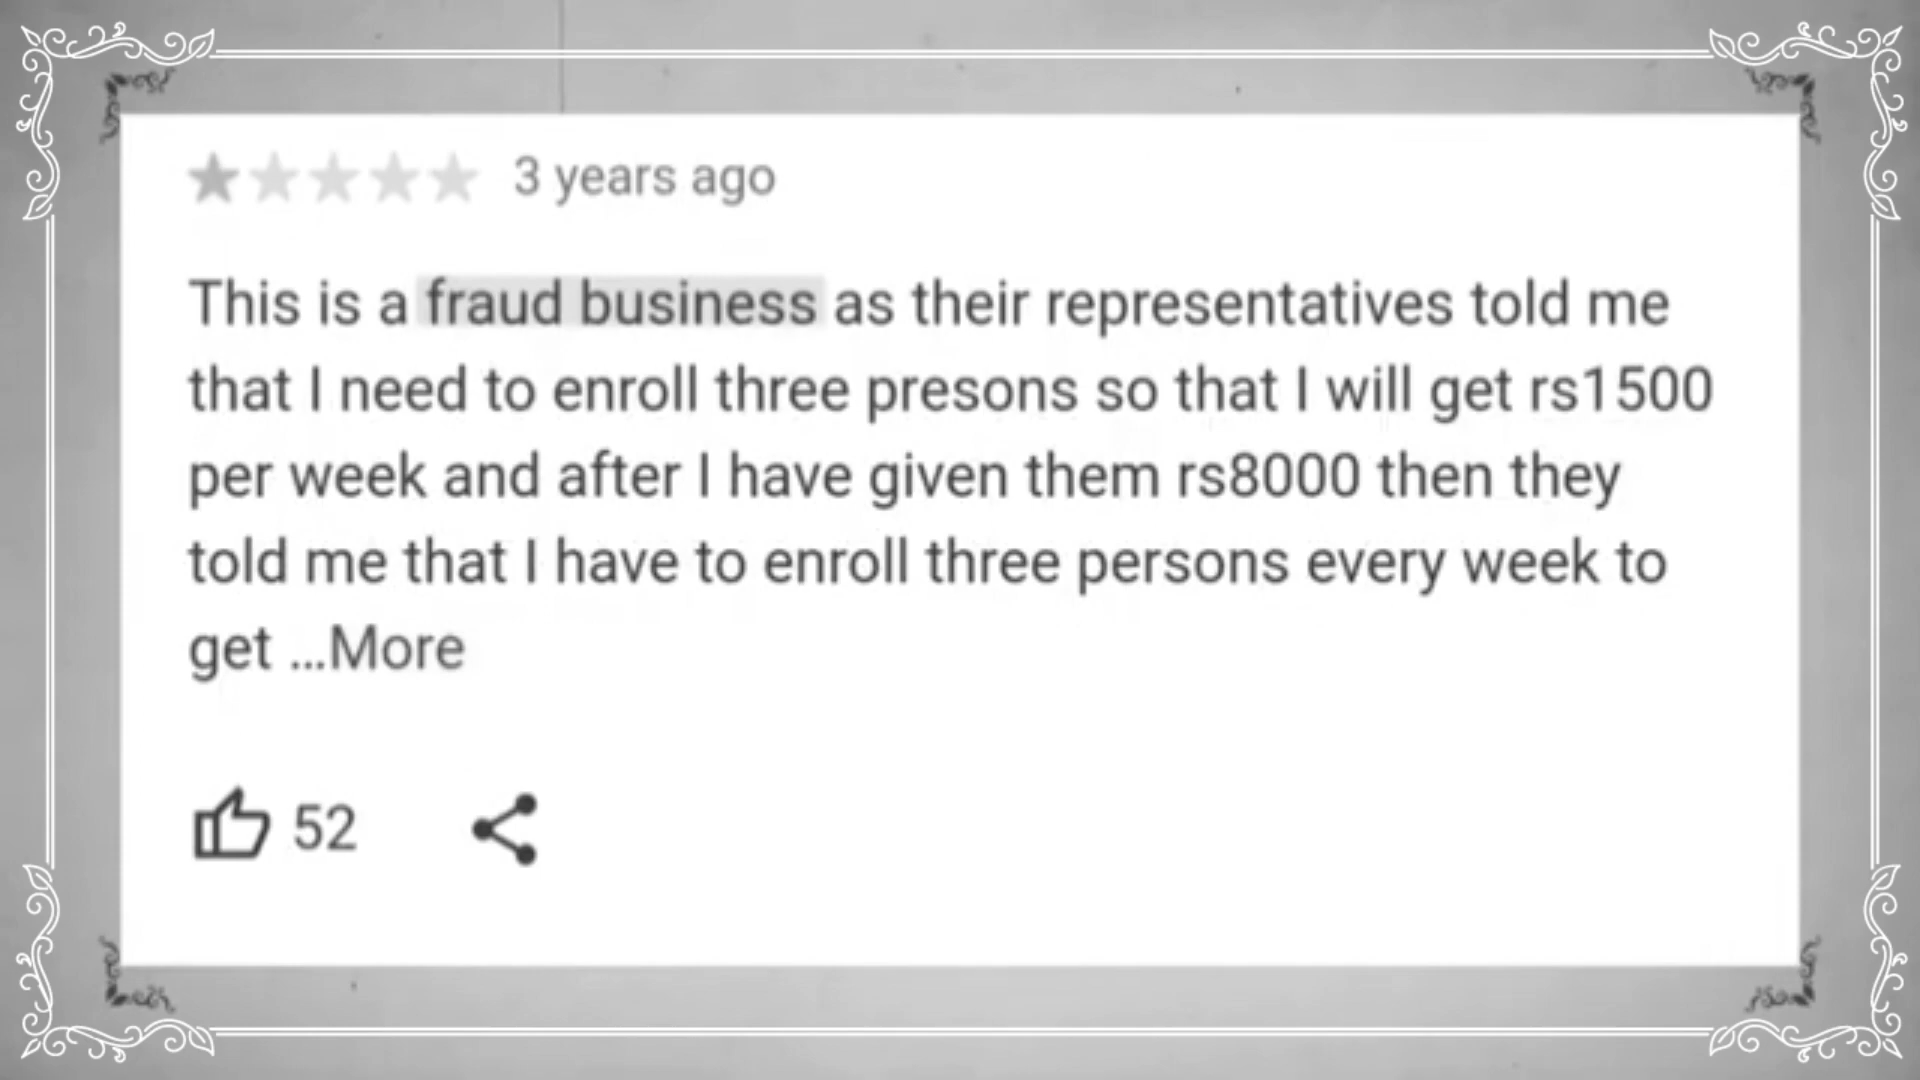 3 years ago
This is a fraud business as their representatives told me
that I need to enroll three presons so that I will get rs1500
per week and after I have given them rs8000 then they
told me that I have to enroll three persons every week to
get ...More
52